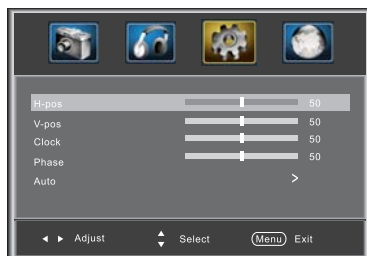 H-pos 50
V-pos 50
Clock 50
Phase 50
Auto >
◄ ► Adjust ▲▼ Select Menu Exit